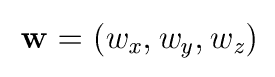 𝐰 = (w_x, w_y, w_z)